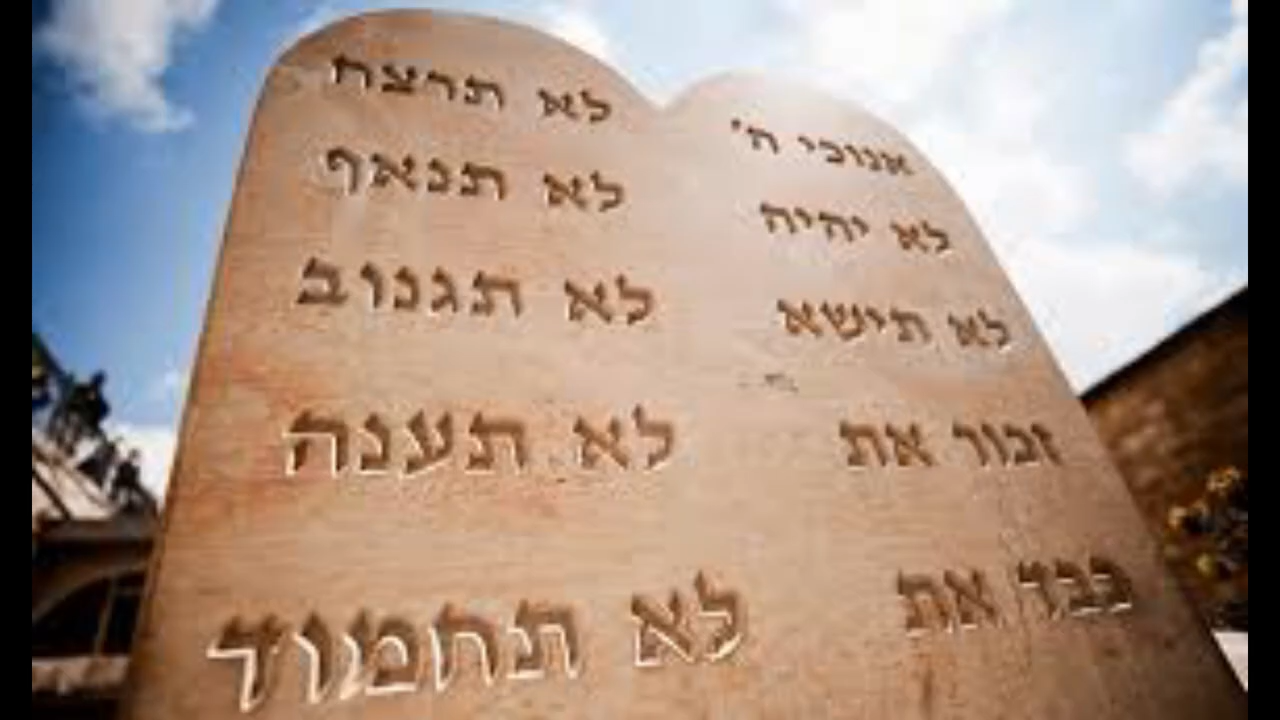 אנוכי ה'
לא יהיה
לא תישא
זכור את
כבד את
לא תרצח
לא תנאף
לא תגנוב
לא תענה
לא תחמוד